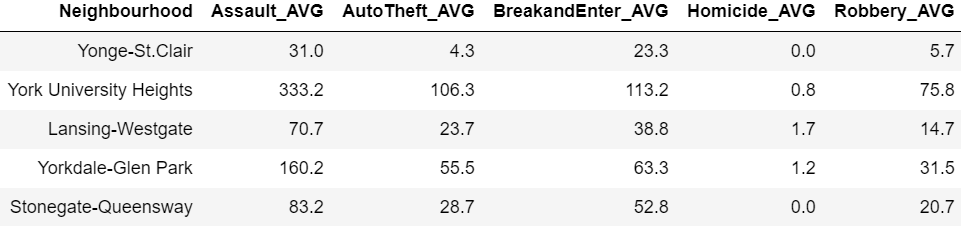 Neighbourhood Assault_AVG AutoTheft_AVG BreakandEnter_AVG Homicide_AVG Robbery_AVG
Yonge-St.Clair 31.0 4.3 23.3 0.0 5.7
York University Heights 333.2 106.3 113.2 0.8 75.8
Lansing-Westgate 70.7 23.7 38.8 1.7 14.7
Yorkdale-Glen Park 160.2 55.5 63.3 1.2 31.5
Stonegate-Queensway 83.2 28.7 52.8 0.0 20.7